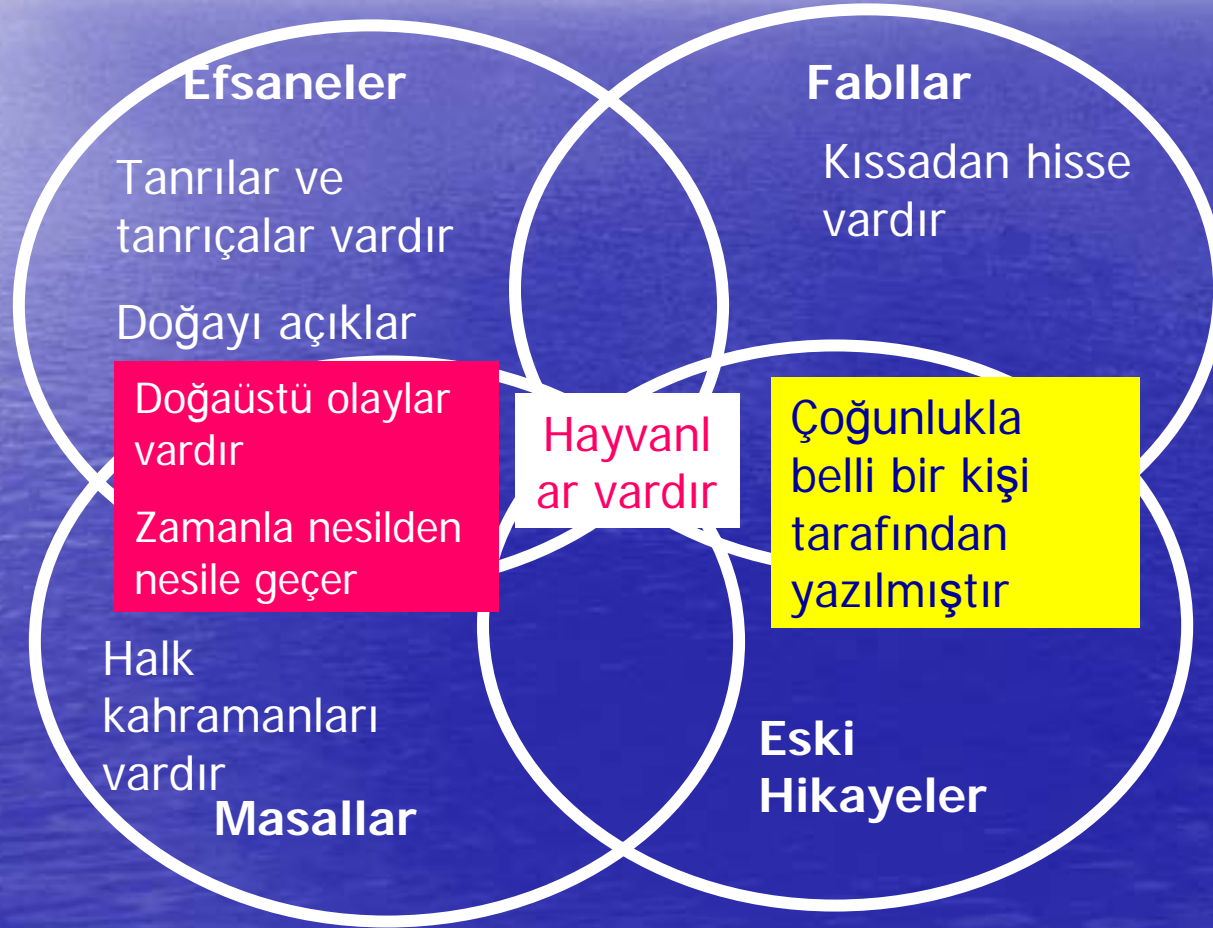 Efsaneler
Tanrılar ve
tanrıçalar vardır
Doğayı açıklar
Fabllar
Kıssadan hisse
vardır
Doğaüstü olaylar
vardır
Zamanla nesilden
nesile geçer
Hayvanl
ar vardır
Çoğunlukla
belli bir kişi
tarafından
yazılmıştır
Halk
kahramanları
vardır
Masallar
Eski
Hikayeler